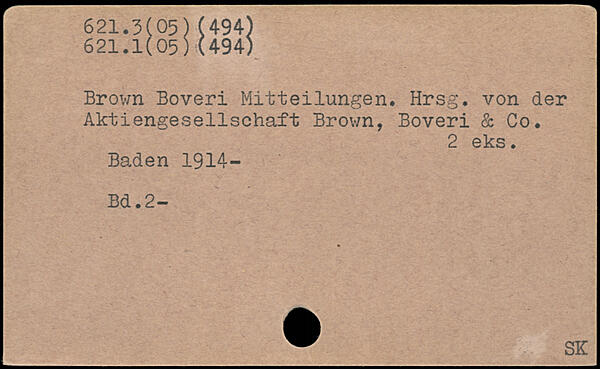 621.3(05)(494)
621.1(05)(494)
Brown Boveri Mitteilungen. Hrsg. von der
Aktiengesellschaft Brown, Boveri & Co.
2 eks.
Baden 1914-
Bd.2-
SK